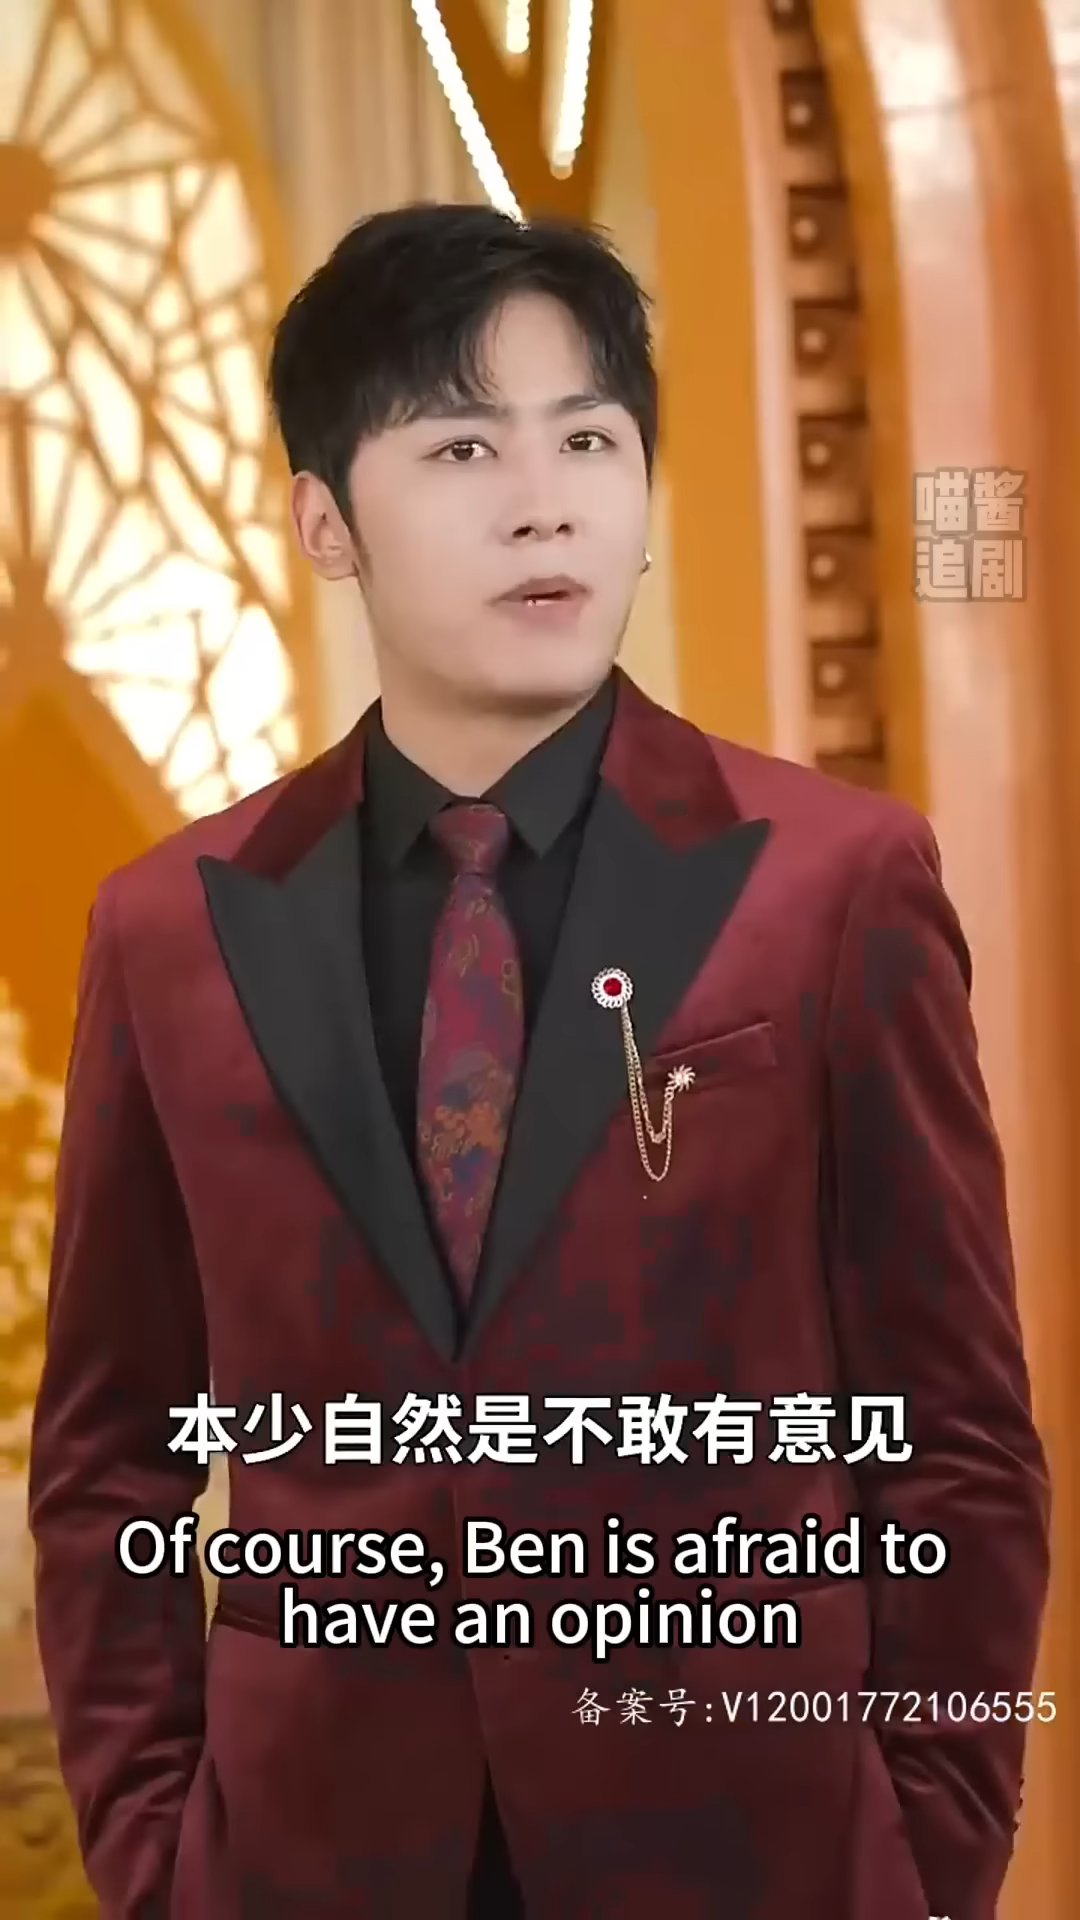 喵酱
追剧
本少自然是不敢有意见
Of course, Ben is afraid to
have an opinion
备案号:V12001772106555